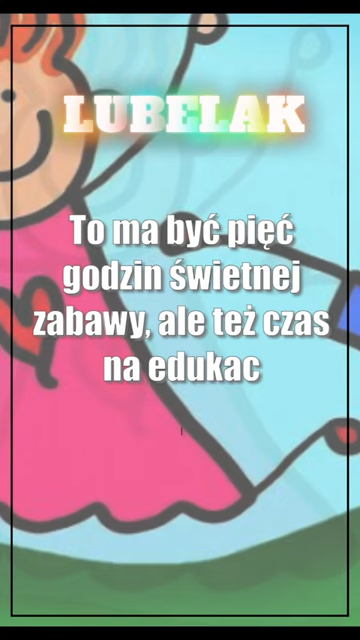 LUBELAK
To ma być pięć
godzin świetnej
zabawy, ale też czas
na edukac